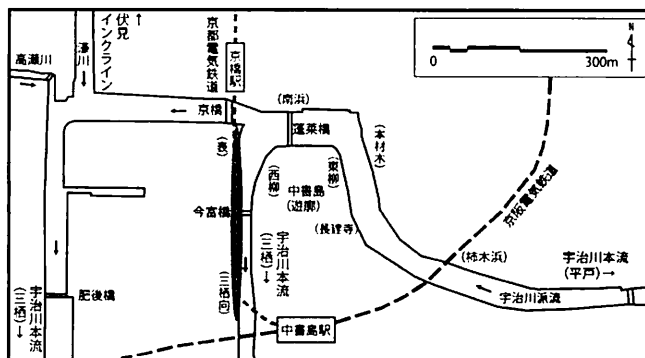 ↑伏見インクライン
濠川→
高瀬川
→
京都電気鉄道
京橋駅
0
300m
N
京橋
←
(南浜)
蓬莱橋
(本材木)
(表)
(西柳)
(東柳)
中書島
(遊廓)
今富橋
(長建寺)
京阪電気鉄道
宇治川本流
(三栖)→
(三栖向)
(柿木浜)
宇治川本流
(平戸)→
宇治川派流
←
肥後橋
宇治川本流
(三栖)→
中書島駅